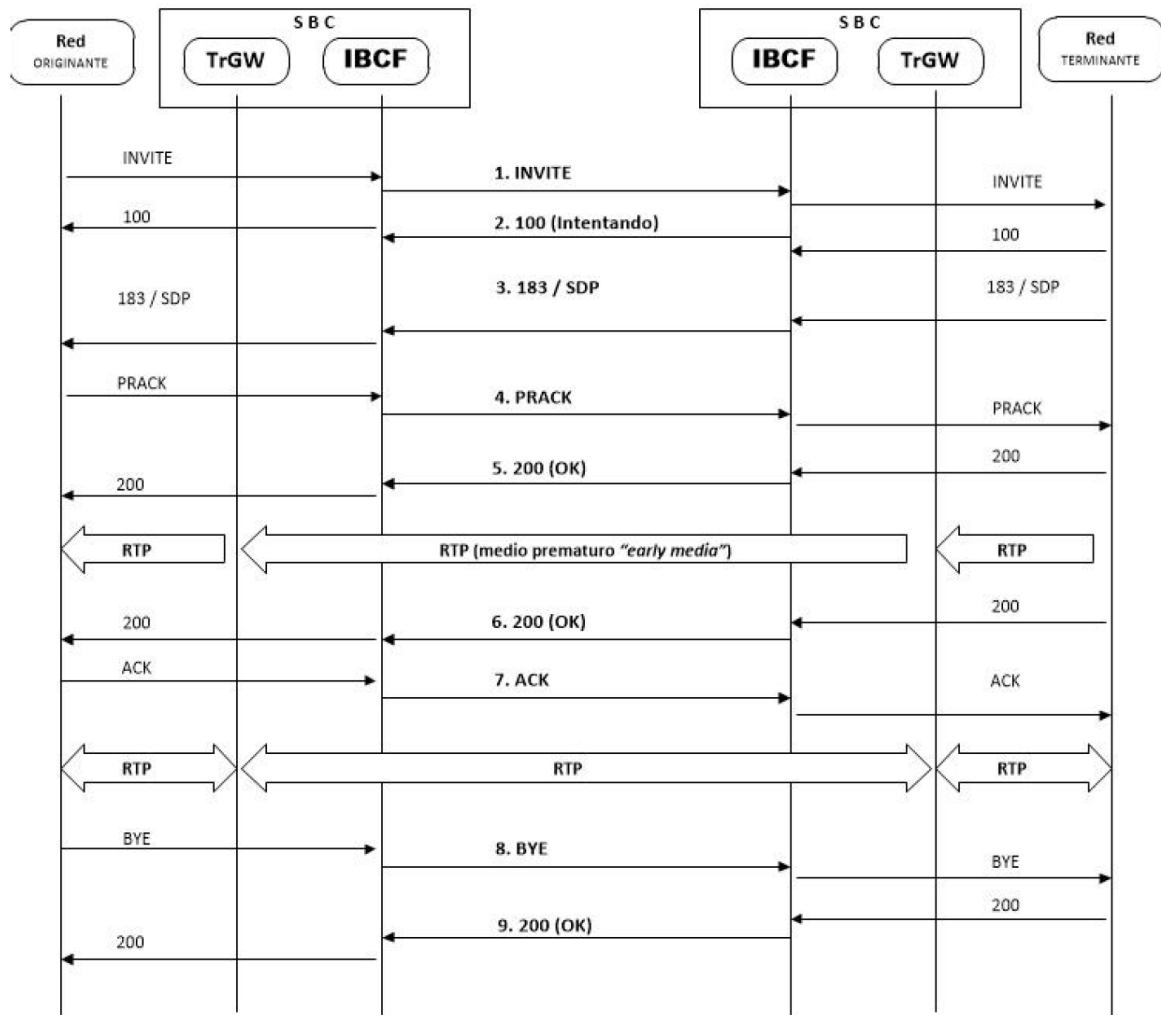 S B C
S B C
Red
ORIGINANTE
TrGW
IBCF
IBCF
TrGW
Red
TERMINANTE
INVITE
1. INVITE
INVITE
100
2. 100 (Intentando)
100
183 / SDP
3. 183 / SDP
183 / SDP
PRACK
4. PRACK
PRACK
200
5. 200 (OK)
200
RTP
RTP (medio prematuro “early media”)
RTP
200
6. 200 (OK)
200
ACK
7. ACK
ACK
RTP
RTP
RTP
BYE
8. BYE
BYE
200
9. 200 (OK)
200